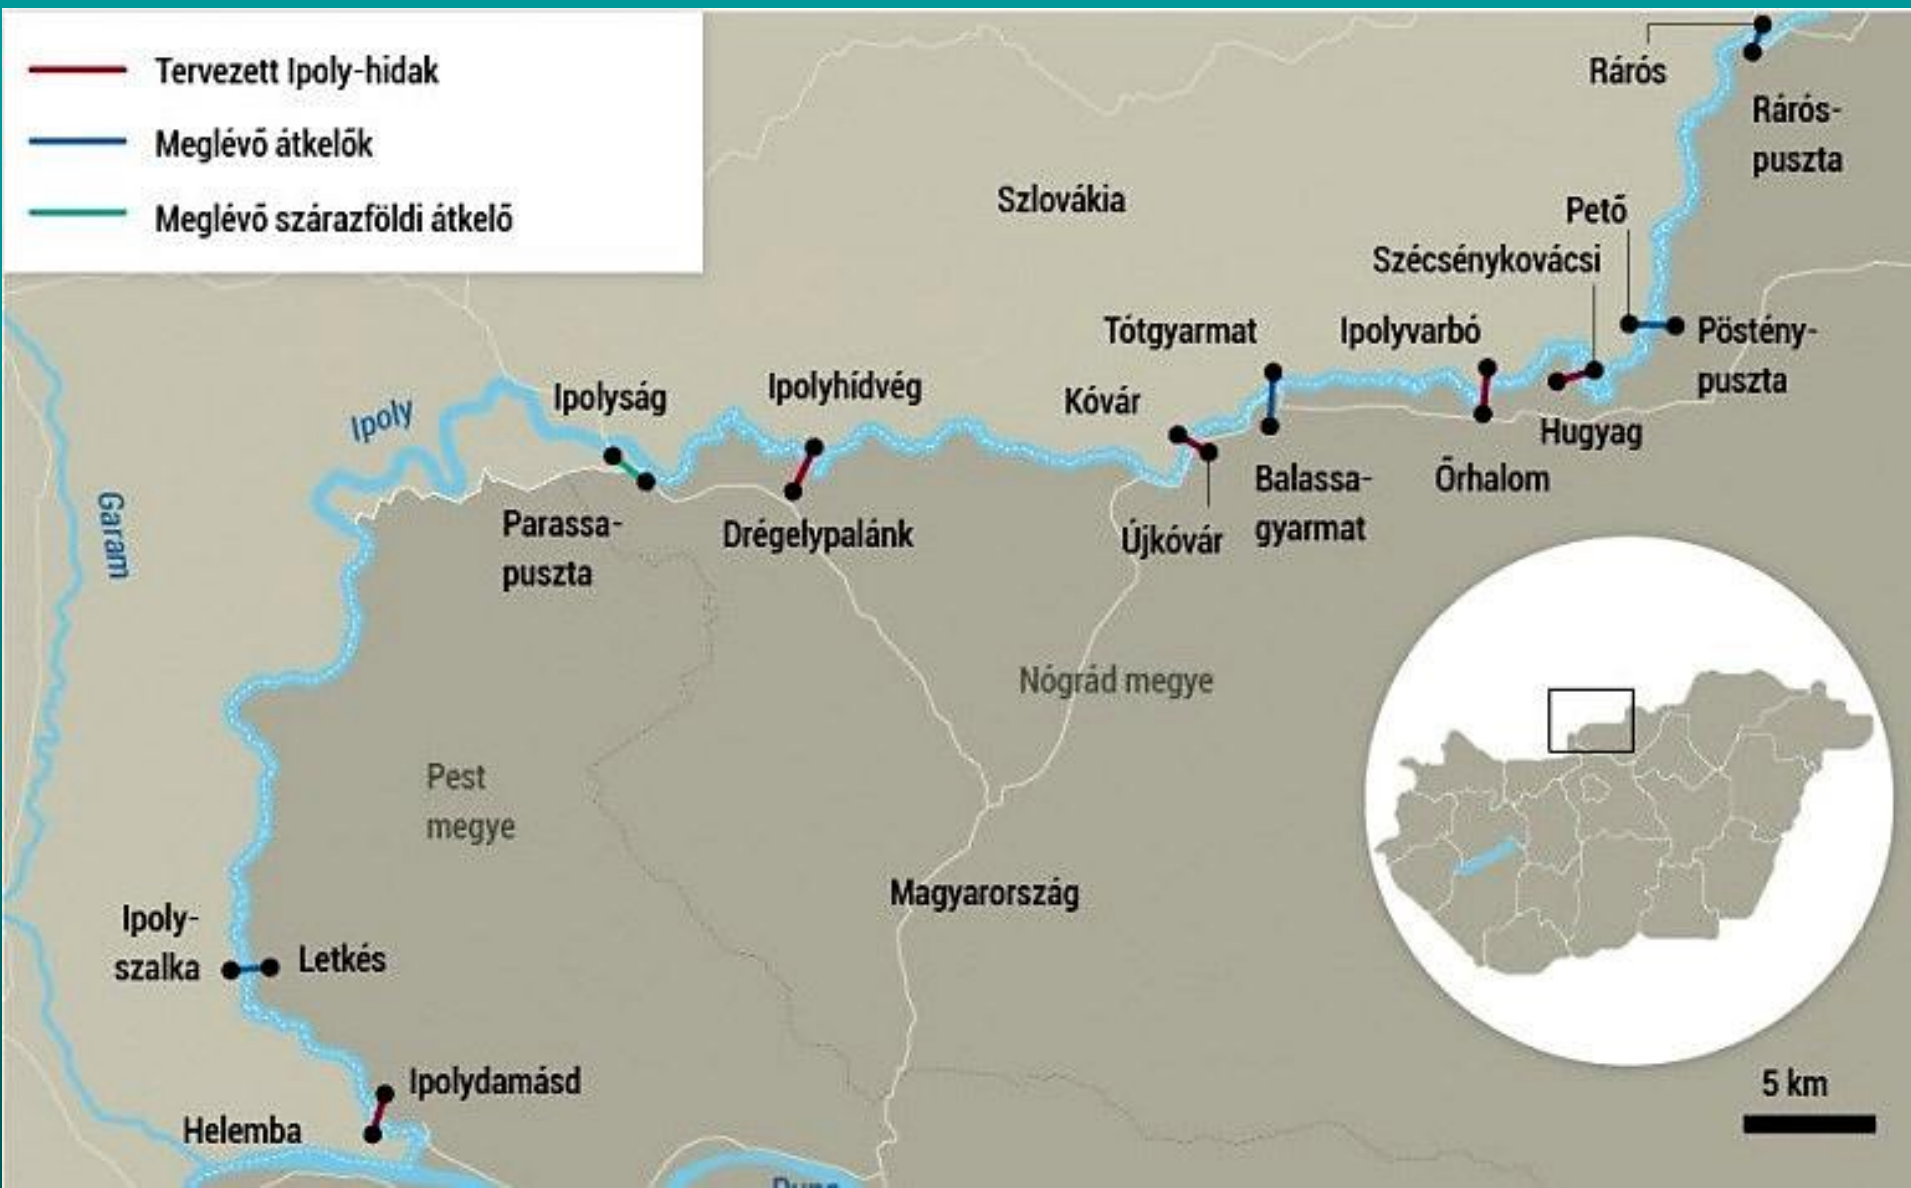 Tervezett Ipoly-hidak
Meglévő átkelők
Meglévő szárazföldi átkelő
Rárós
Rárós-
puszta
Szlovákia
Pető
Szécsénykovácsi
Tótgyarmat
Ipolyvarbó
Pöstény-
puszta
Ipolyság
Ipolyhídvég
Kóvár
Ipoly
Hugyag
Garam
Balassa-
gyarmat
Őrhalom
Parassa-
puszta
Drégelypalánk
Újkóvár
Nógrád megye
Pest
megye
Magyarország
Ipoly-
szalka
Letkés
Ipolydamásd
5 km
Helemba